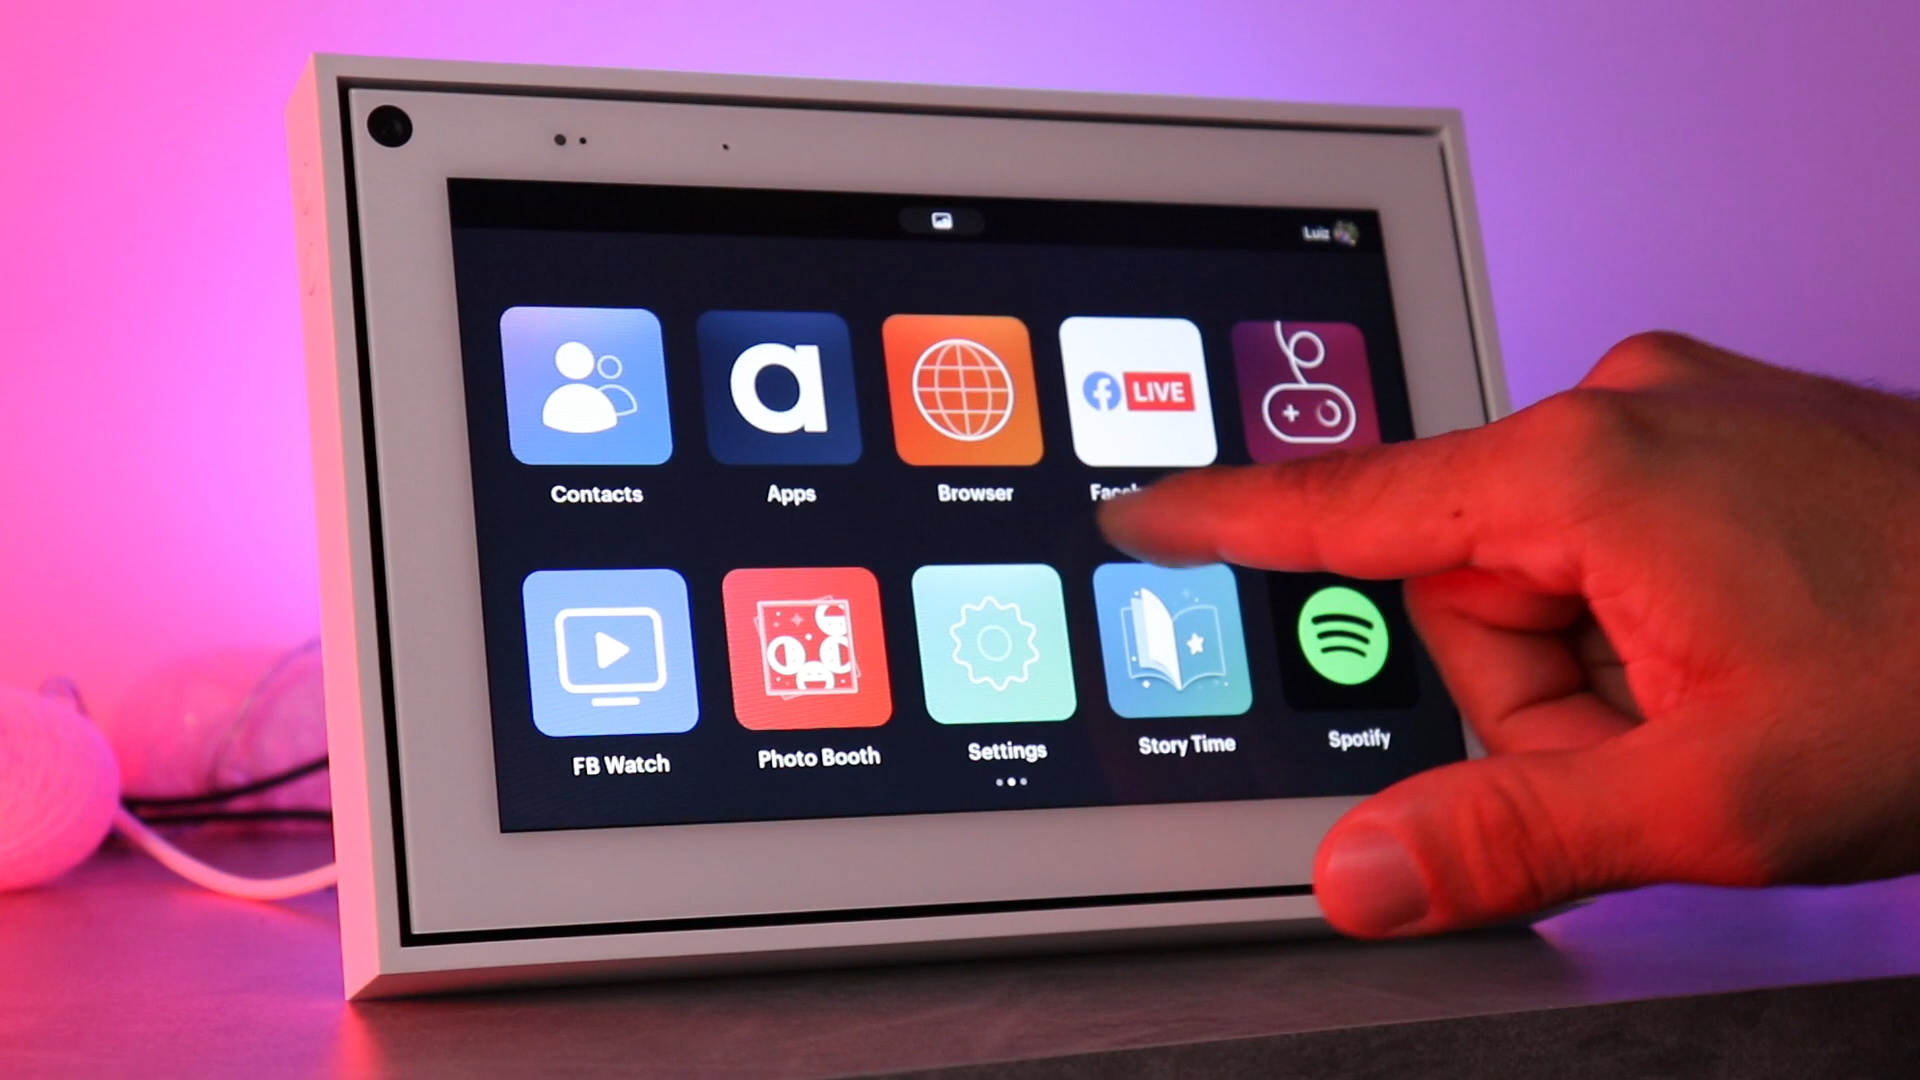 Luiz
a
LIVE
Contacts
Apps
Browser
FB Watch
Photo Booth
Settings
Story Time
Spotify